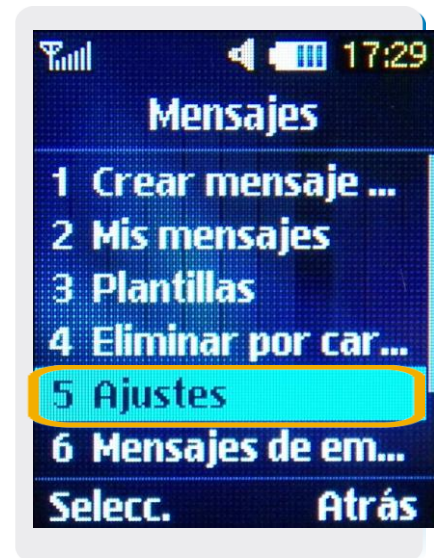 17:29
Mensajes
1 Crear mensaje ...
2 Mis mensajes
3 Plantillas
4 Eliminar por car...
5 Ajustes
6 Mensajes de em...
Selecc. Atrás